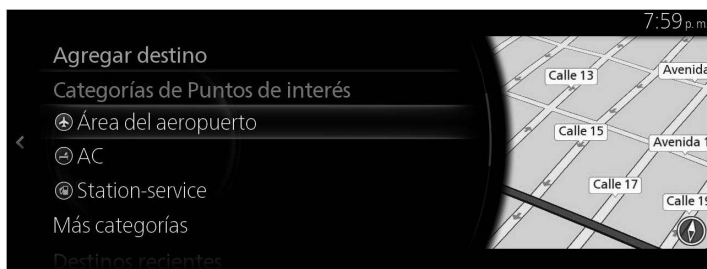 7:59 p. m.
Agregar destino
Categorías de Puntos de interés
Área del aeropuerto
AC
Station-service
Más categorías
Destinos recientes
Calle 13
Avenida
Calle 15
Avenida 1
Calle 17
Calle 19